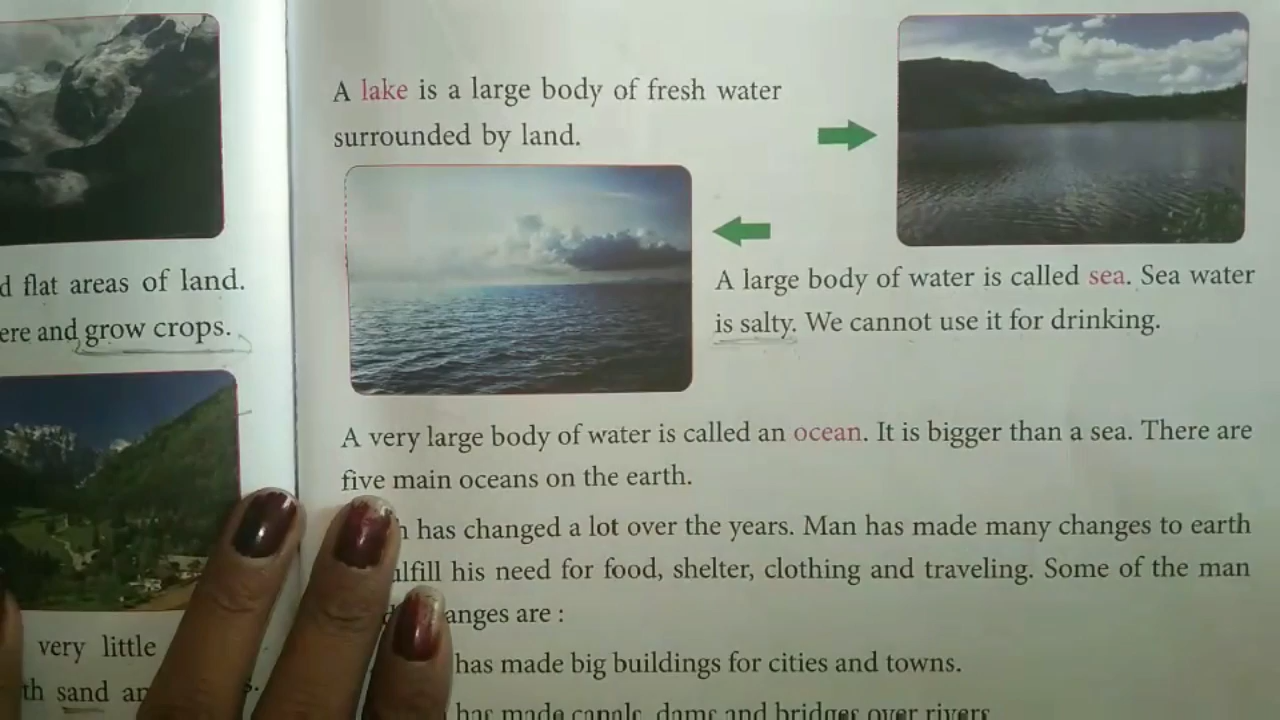 d flat areas of land.
ere and grow crops.
very little
th sand an
A lake is a large body of fresh water
surrounded by land.
A large body of water is called sea. Sea water
is salty. We cannot use it for drinking.
A very large body of water is called an ocean. It is bigger than a sea. There are
five main oceans on the earth.
h has changed a lot over the years. Man has made many changes to earth
ulfill his need for food, shelter, clothing and traveling. Some of the man
anges are :
has made big buildings for cities and towns.
has made canals, dams and bridges over rivers